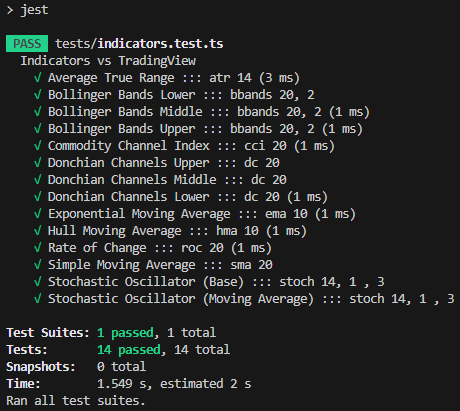 > jest
PASS tests/indicators.test.ts
Indicators vs TradingView
√ Average True Range ::: atr 14 (3 ms)
√ Bollinger Bands Lower ::: bbands 20, 2
√ Bollinger Bands Middle ::: bbands 20, 2 (1 ms)
√ Bollinger Bands Upper ::: bbands 20, 2 (1 ms)
√ Commodity Channel Index ::: cci 20 (1 ms)
√ Donchian Channels Upper ::: dc 20
√ Donchian Channels Middle ::: dc 20
√ Donchian Channels Lower ::: dc 20 (1 ms)
√ Exponential Moving Average ::: ema 10 (1 ms)
√ Hull Moving Average ::: hma 10 (1 ms)
√ Rate of Change ::: roc 20 (1 ms)
√ Simple Moving Average ::: sma 20
√ Stochastic Oscillator (Base) ::: stoch 14, 1 , 3
√ Stochastic Oscillator (Moving Average) ::: stoch 14, 1 , 3
Test Suites: 1 passed, 1 total
Tests: 14 passed, 14 total
Snapshots: 0 total
Time: 1.549 s, estimated 2 s
Ran all test suites.